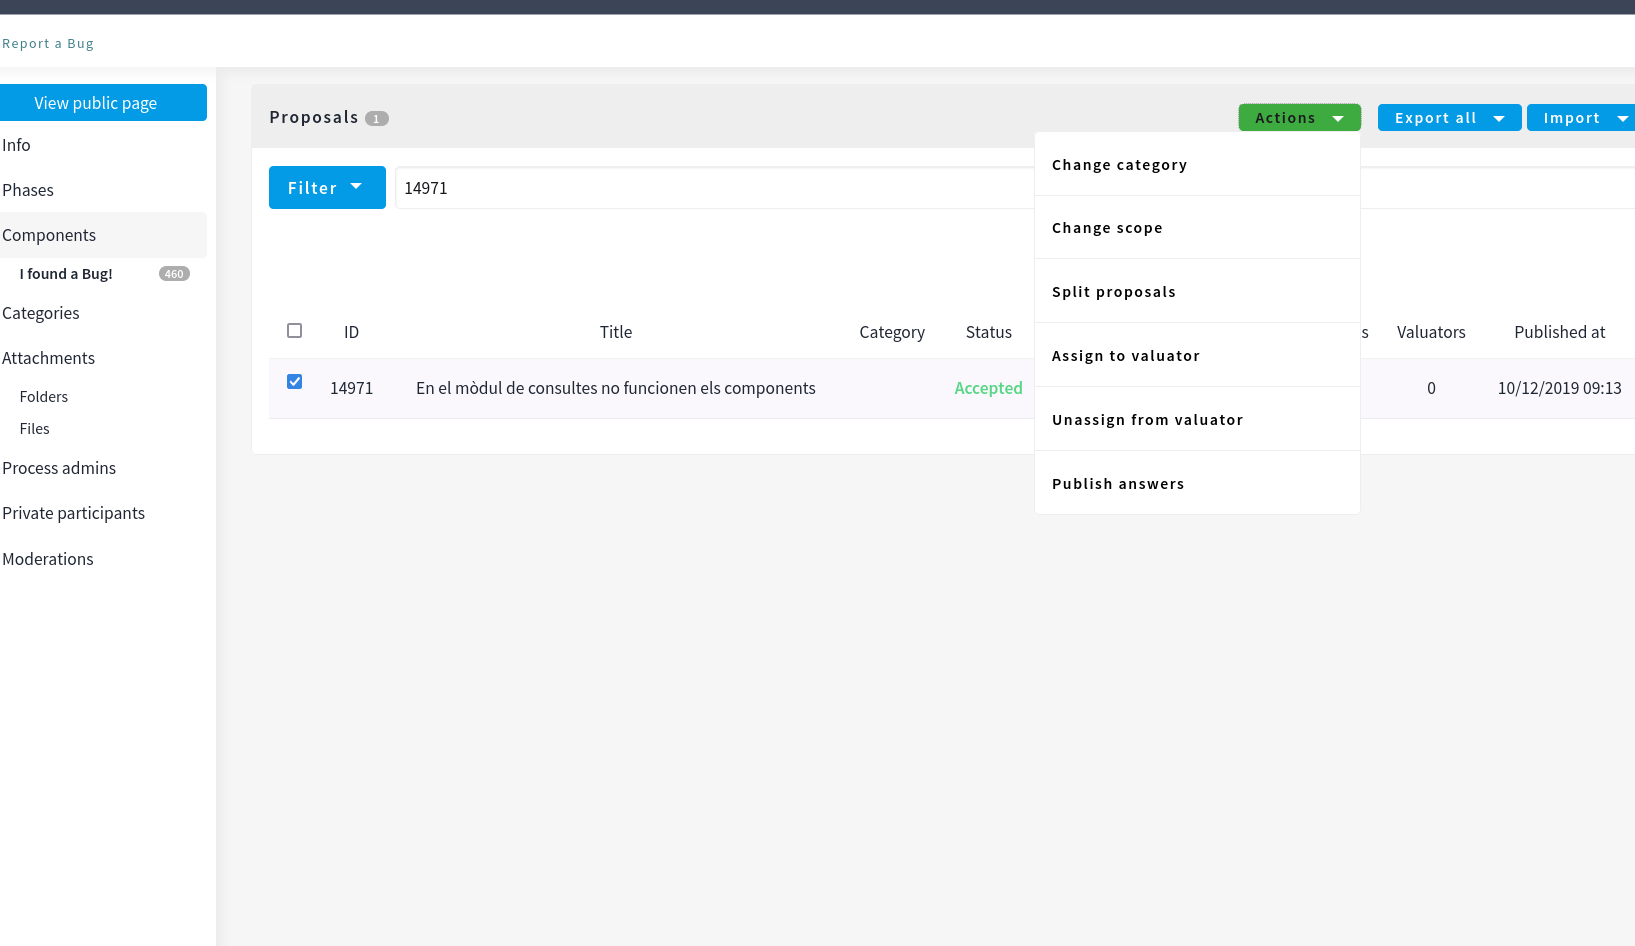 Report a Bug
View public page
Info
Phases
Components
I found a Bug! 460
Categories
Attachments
Folders
Files
Process admins
Private participants
Moderations
Proposals 1
Actions
Export all
Import
Filter
14971
Change category
Change scope
Split proposals
Assign to valuator
Unassign from valuator
Publish answers
ID Title Category Status s Valuators Published at
14971 En el mòdul de consultes no funcionen els components Accepted 0 10/12/2019 09:13